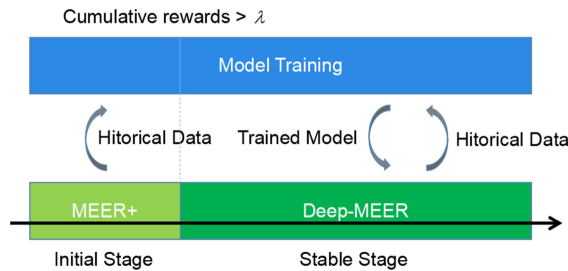 Cumulative rewards > λ
Model Training
Hitorical Data
Trained Model
Hitorical Data
MEER+
Deep-MEER
Initial Stage
Stable Stage